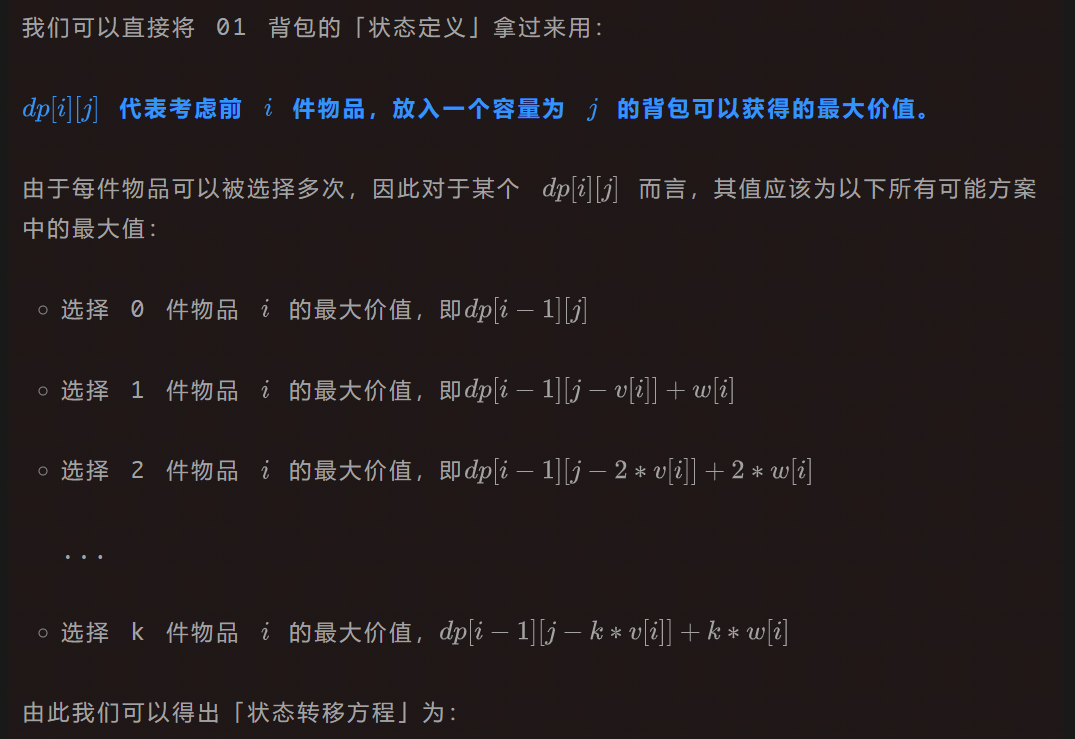 我们可以直接将 01 背包的「状态定义」拿过来用：
dp[i][j] 代表考虑前 i 件物品，放入一个容量为 j 的背包可以获得的最大价值。
由于每件物品可以被选择多次，因此对于某个 dp[i][j] 而言，其值应该为以下所有可能方案
中的最大值：
选择 0 件物品 i 的最大价值，即dp[i − 1][j]
选择 1 件物品 i 的最大价值，即dp[i − 1][j − v[i]] + w[i]
选择 2 件物品 i 的最大价值，即dp[i − 1][j − 2 ∗ v[i]] + 2 ∗ w[i]
...
选择 k 件物品 i 的最大价值，dp[i − 1][j − k ∗ v[i]] + k ∗ w[i]
由此我们可以得出「状态转移方程」为：